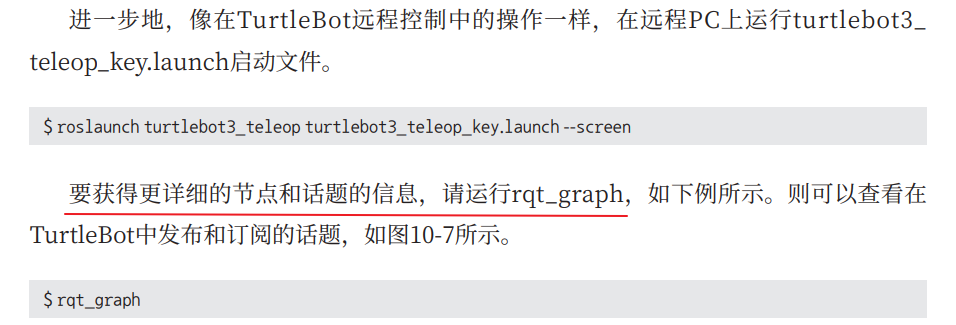 进一步地，像在TurtleBot远程控制中的操作一样，在远程PC上运行turtlebot3_
teleop_key.launch启动文件。
$ roslaunch turtlebot3_teleop turtlebot3_teleop_key.launch --screen
要获得更详细的节点和话题的信息，请运行rqt_graph，如下例所示。则可以查看在
TurtleBot中发布和订阅的话题，如图10-7所示。
$ rqt_graph